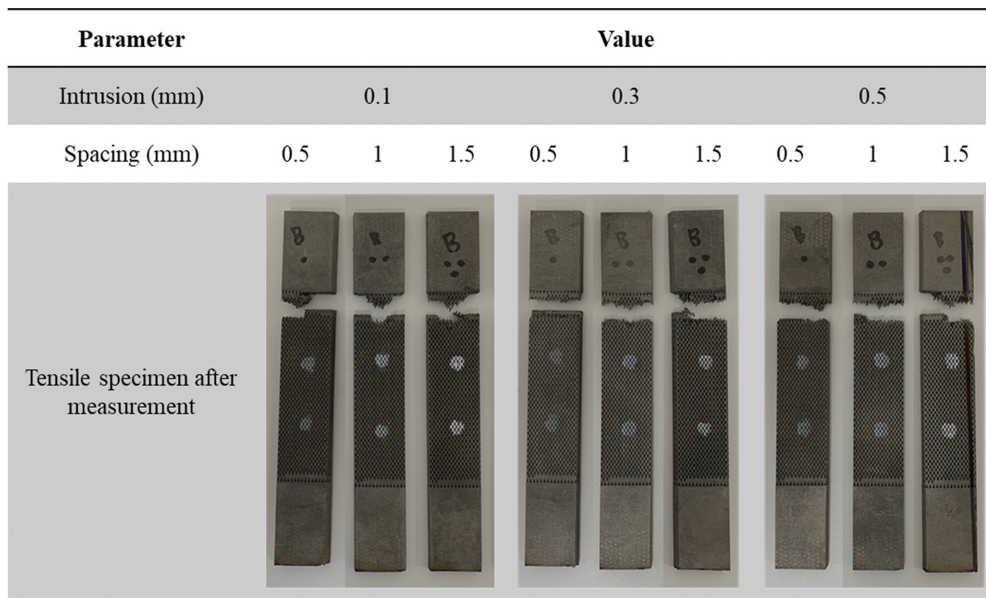 Parameter Value
Intrusion (mm) 0.1 0.3 0.5
Spacing (mm) 0.5 1 1.5 0.5 1 1.5 0.5 1 1.5
B B B B B B B B B
Tensile specimen after
measurement